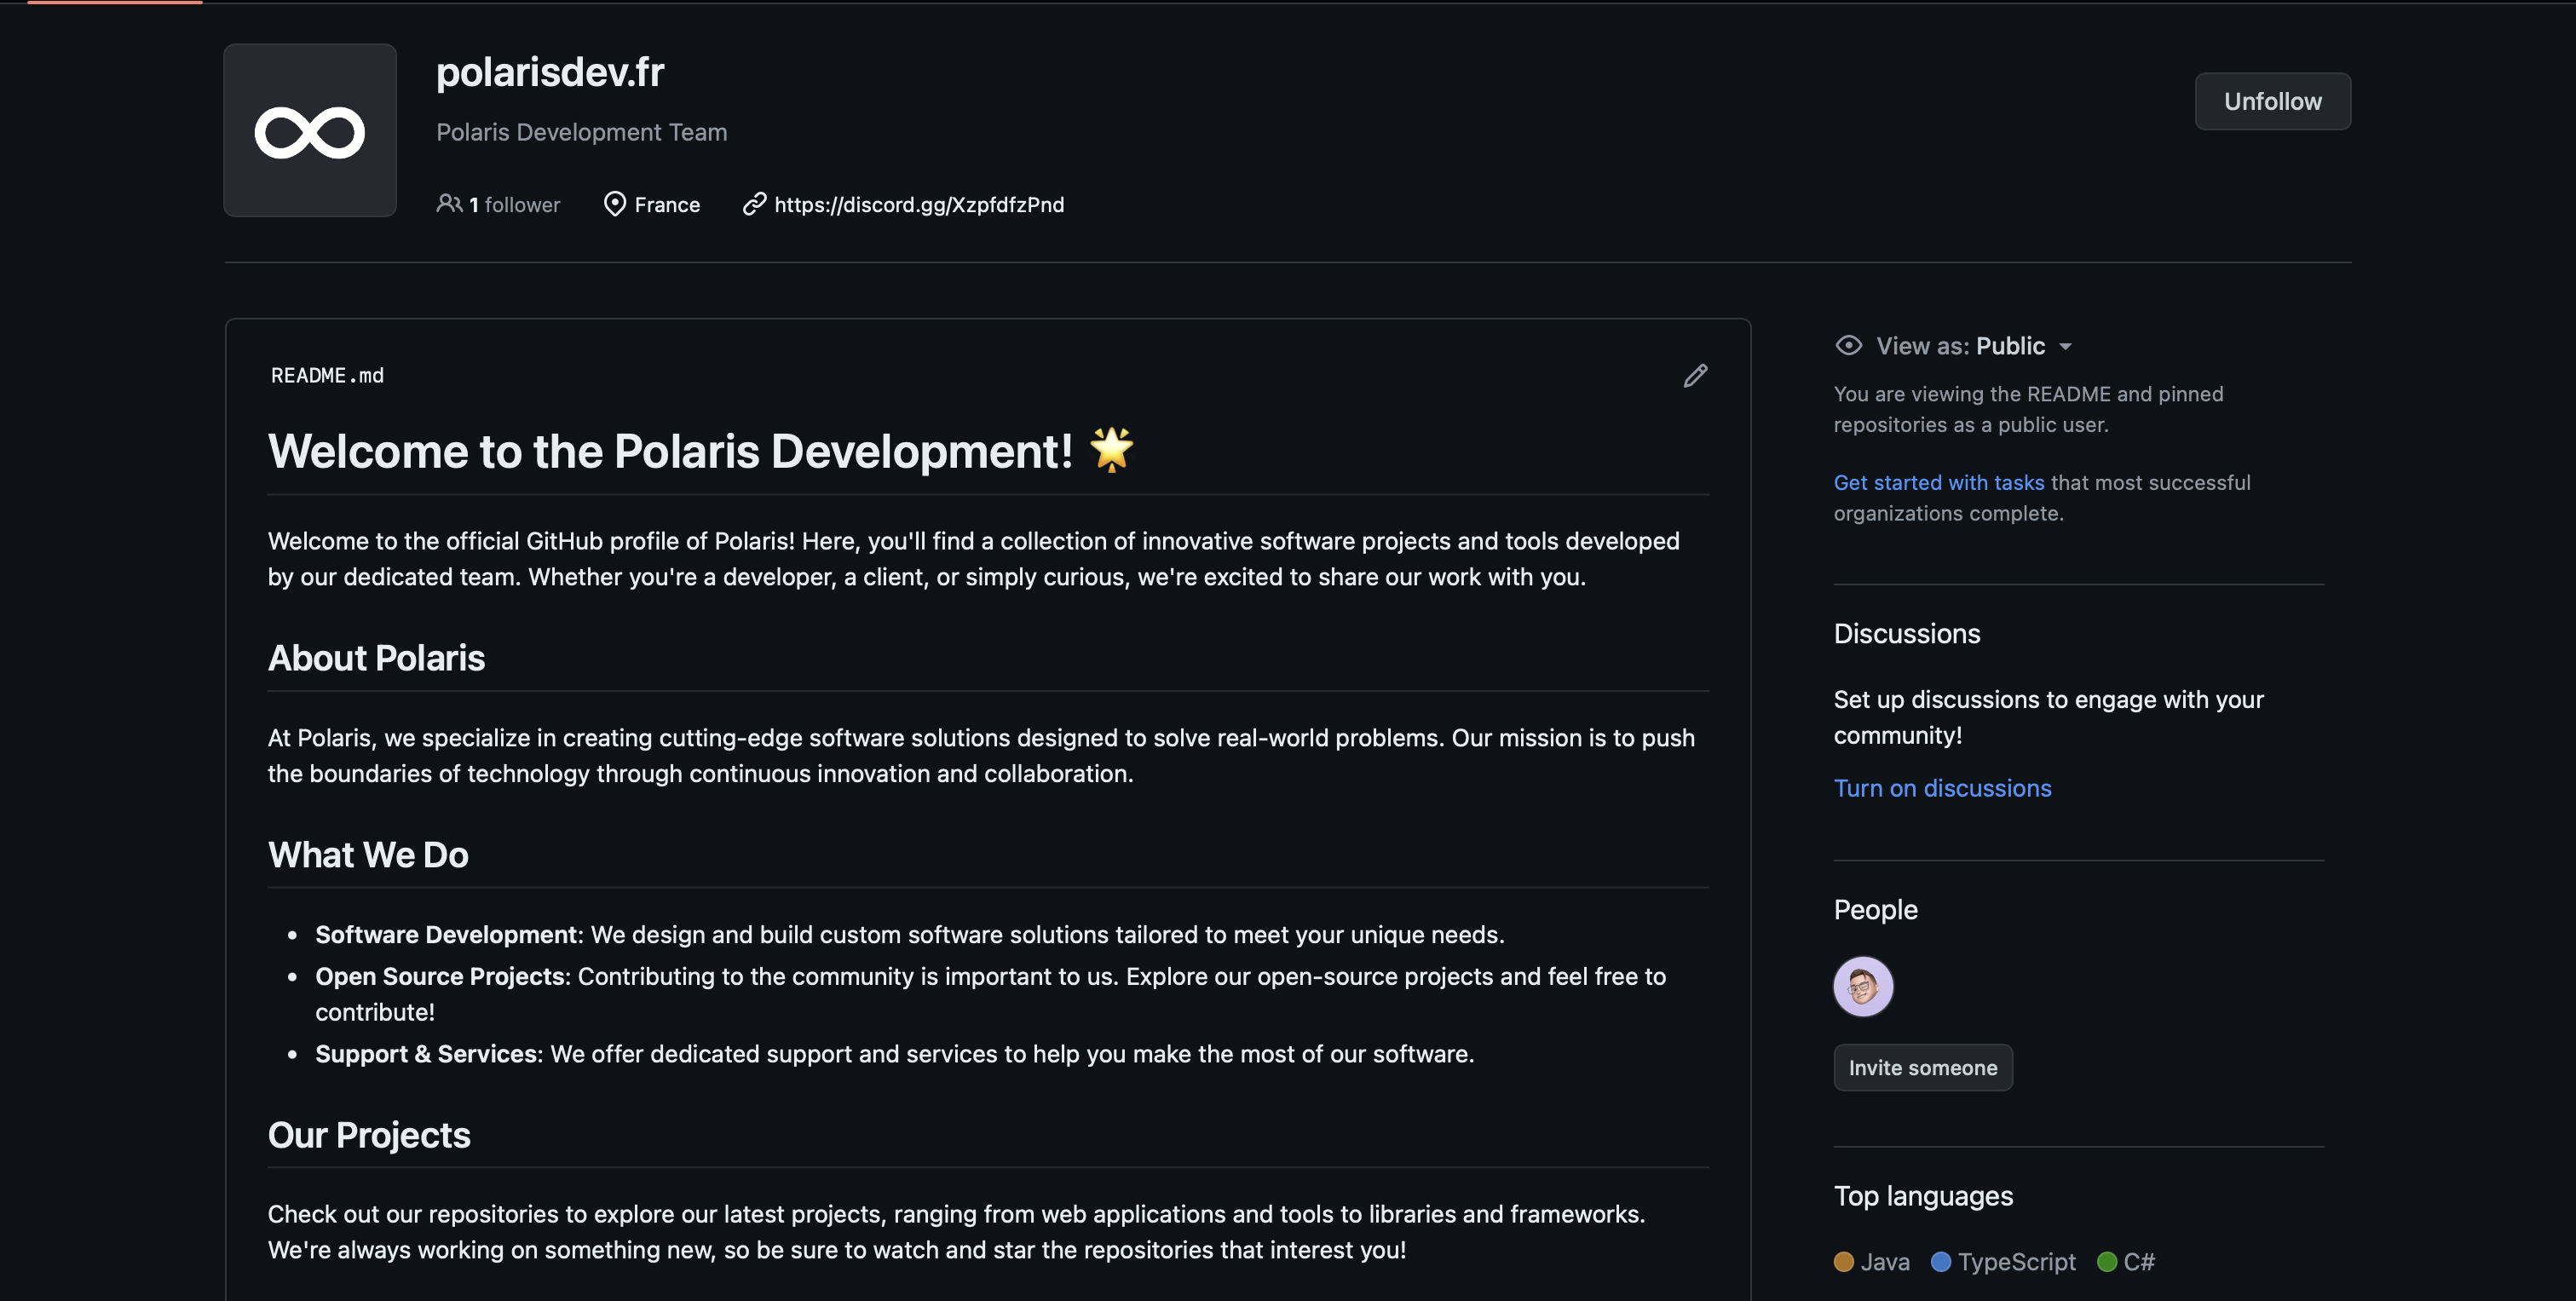 polarisdev.fr
Polaris Development Team
1 follower
France
https://discord.gg/XzpfdfzPnd
Unfollow
README.md
Welcome to the Polaris Development! 🌟
Welcome to the official GitHub profile of Polaris! Here, you'll find a collection of innovative software projects and tools developed
by our dedicated team. Whether you're a developer, a client, or simply curious, we're excited to share our work with you.
About Polaris
At Polaris, we specialize in creating cutting-edge software solutions designed to solve real-world problems. Our mission is to push
the boundaries of technology through continuous innovation and collaboration.
What We Do
• Software Development: We design and build custom software solutions tailored to meet your unique needs.
• Open Source Projects: Contributing to the community is important to us. Explore our open-source projects and feel free to
contribute!
• Support & Services: We offer dedicated support and services to help you make the most of our software.
Our Projects
Check out our repositories to explore our latest projects, ranging from web applications and tools to libraries and frameworks.
We're always working on something new, so be sure to watch and star the repositories that interest you!
View as: Public
You are viewing the README and pinned
repositories as a public user.
Get started with tasks that most successful
organizations complete.
Discussions
Set up discussions to engage with your
community!
Turn on discussions
People
Invite someone
Top languages
Java TypeScript C#